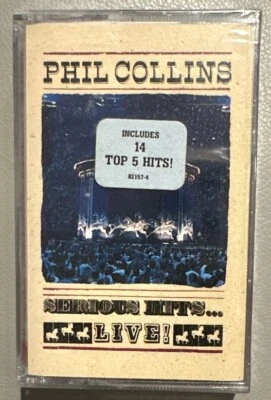 PHIL COLLINS
INCLUDES
14
TOP 5 HITS!
82157-4
SERIOUS HITS...
LIVE!